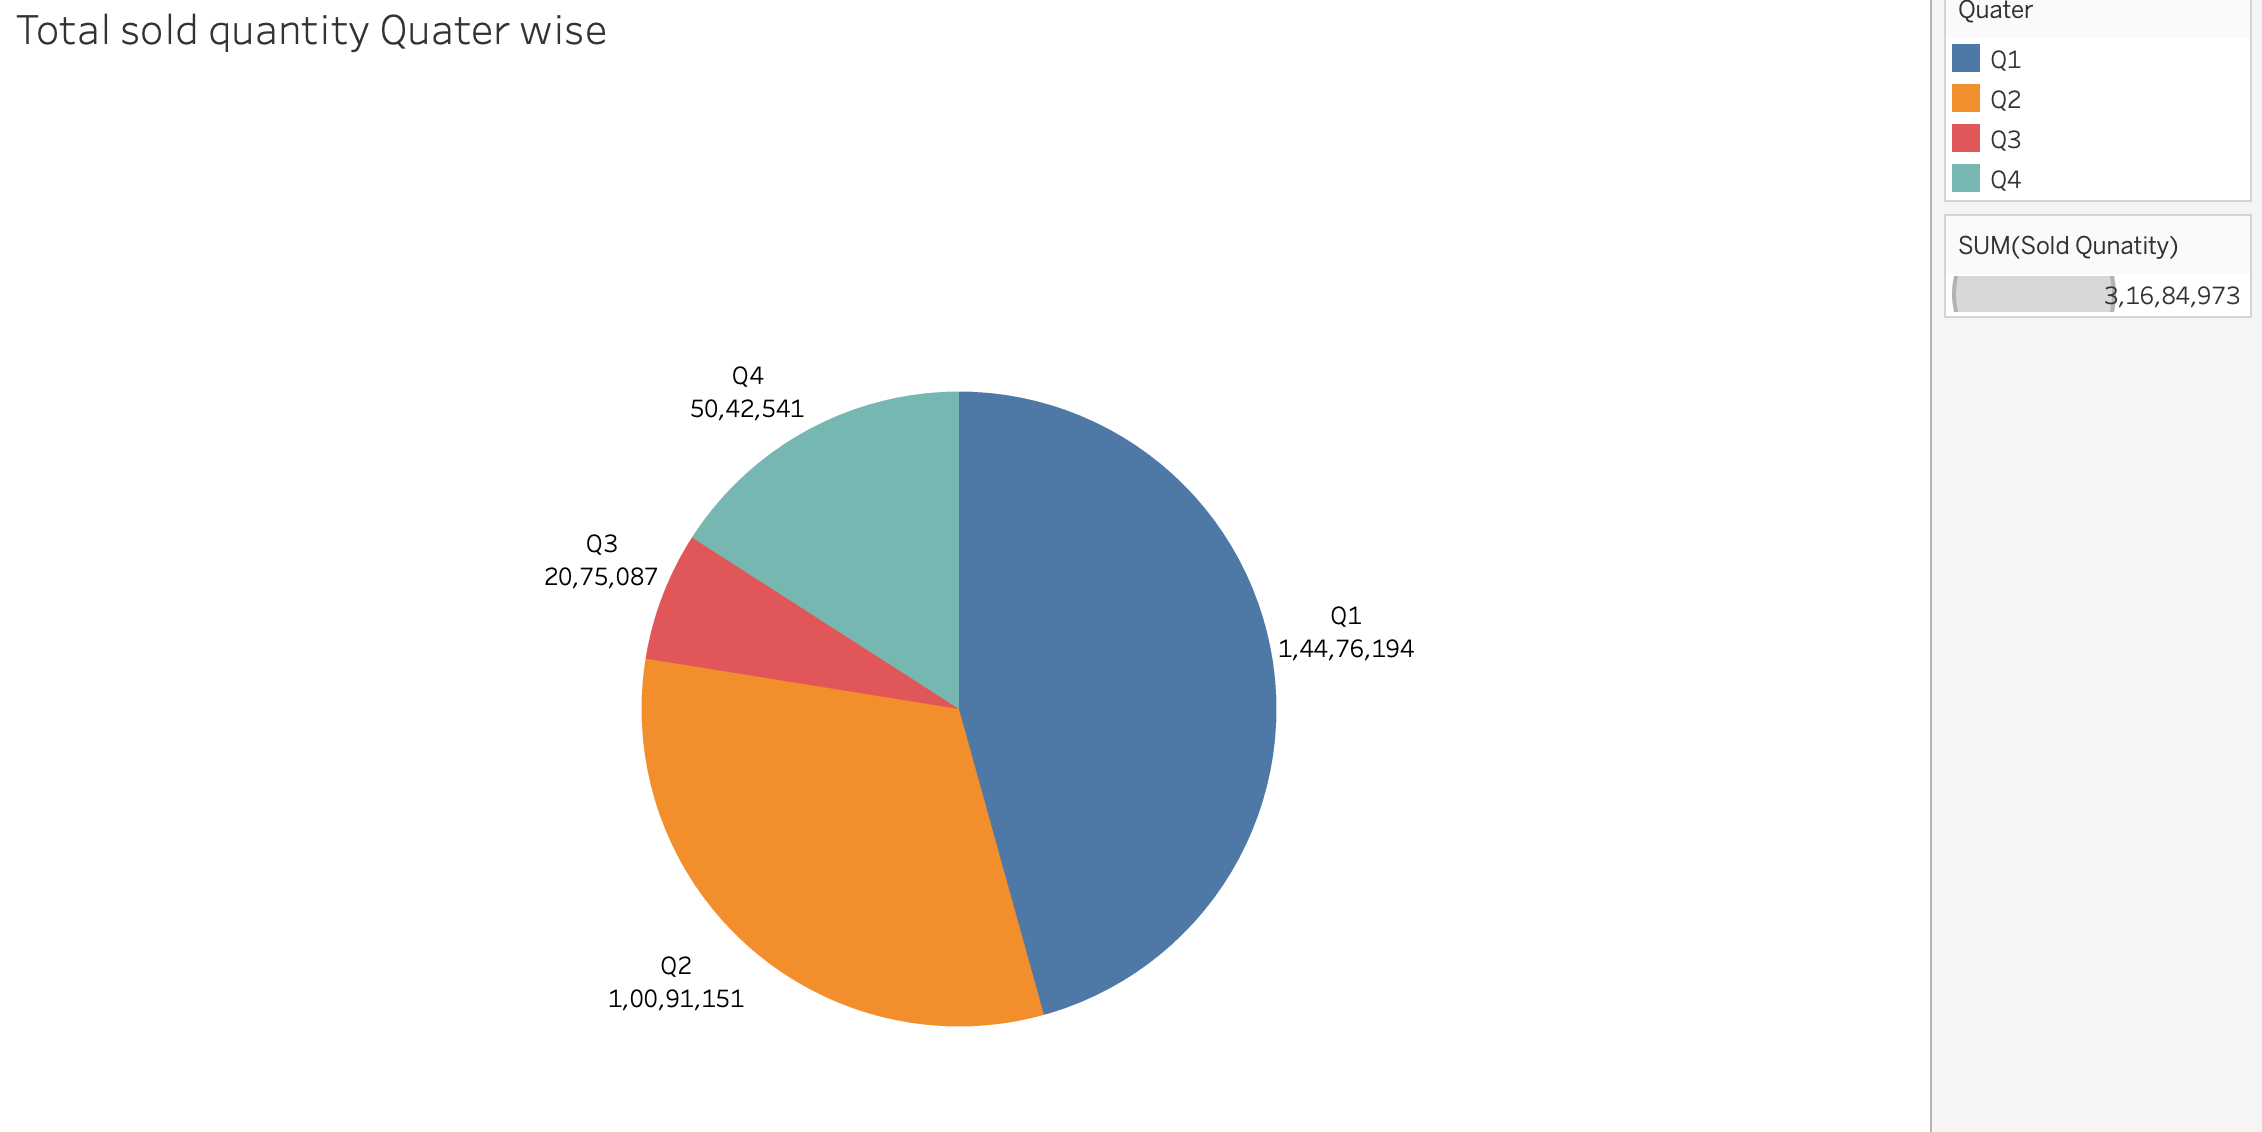 Total sold quantity Quater wise
Quater
Q1
Q2
Q3
Q4
SUM(Sold Qunatity)
3,16,84,973
Q4
50,42,541
Q3
20,75,087
Q1
1,44,76,194
Q2
1,00,91,151